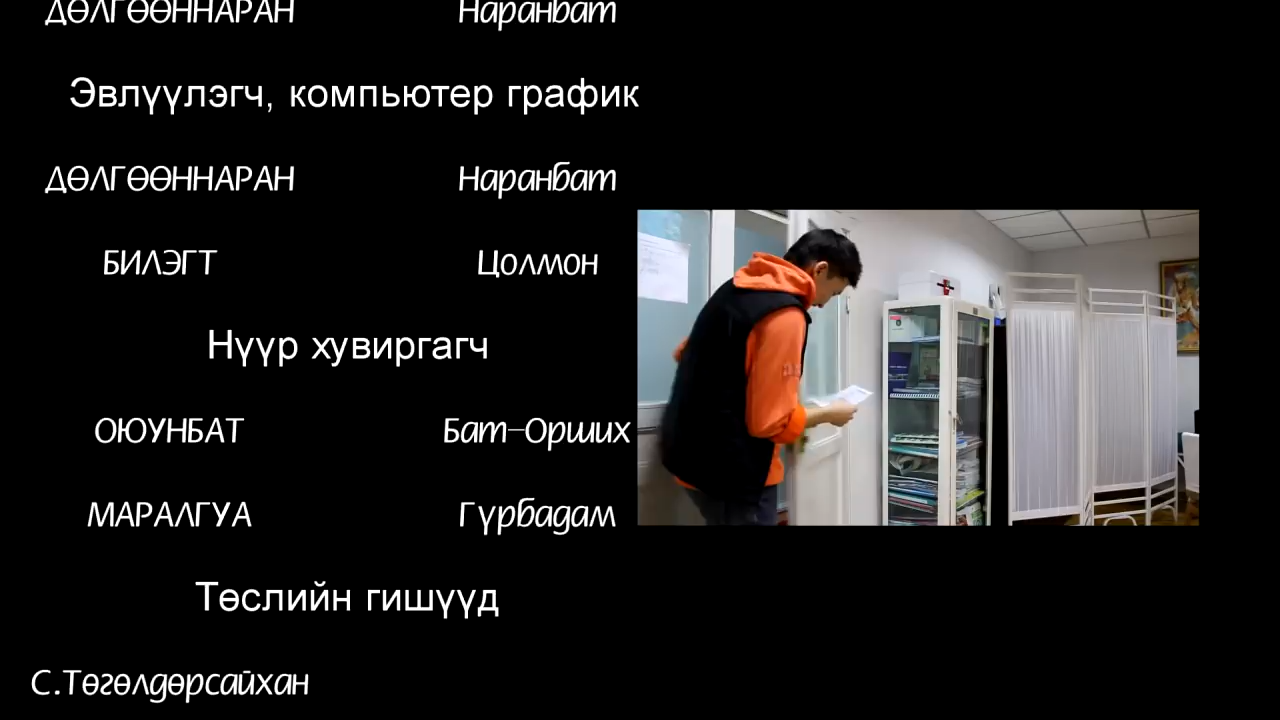 ДӨЛГӨӨННАРАН Наранбат
Эвлүүлэгч, компьютер график
ДӨЛГӨӨННАРАН Наранбат
БИЛЭГТ Цолмон
Нүүр хувиргагч
ОЮУНБАТ Бат-Орших
МАРАЛГУА Гүрбадам
Төслийн гишүүд
С.Төгөлдөрсайхан